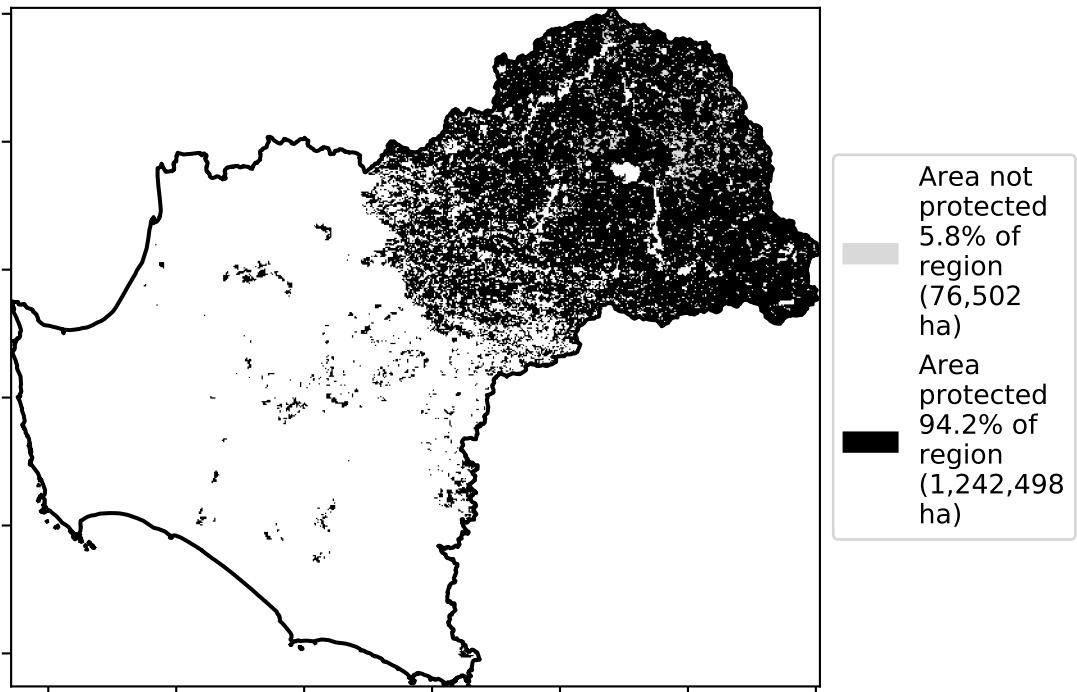 Area not
protected
5.8% of
region
(76,502
ha)
Area
protected
94.2% of
region
(1,242,498
ha)